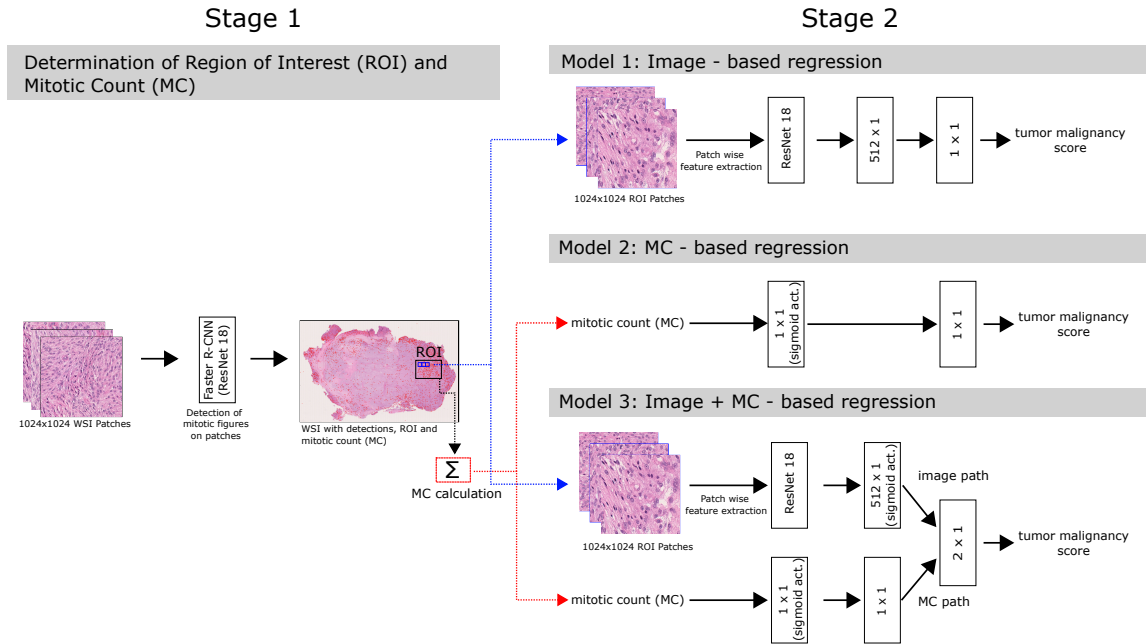 Stage 1
Determination of Region of Interest (ROI) and
Mitotic Count (MC)
1024x1024 WSI Patches
Faster R-CNN
(ResNet 18)
Detection of
mitotic figures
on patches
ROI
WSI with detections, ROI and
mitotic count (MC)
Σ
MC calculation
Stage 2
Model 1: Image - based regression
1024x1024 ROI Patches
Patch wise
feature extraction
ResNet 18
512 x 1
1 x 1
tumor malignancy
score
Model 2: MC - based regression
mitotic count (MC)
1 x 1
(sigmoid act.)
1 x 1
tumor malignancy
score
Model 3: Image + MC - based regression
1024x1024 ROI Patches
Patch wise
feature extraction
ResNet 18
512 x 1
(sigmoid act.)
image path
mitotic count (MC)
1 x 1
(sigmoid act.)
1 x 1
MC path
2 x 1
tumor malignancy
score